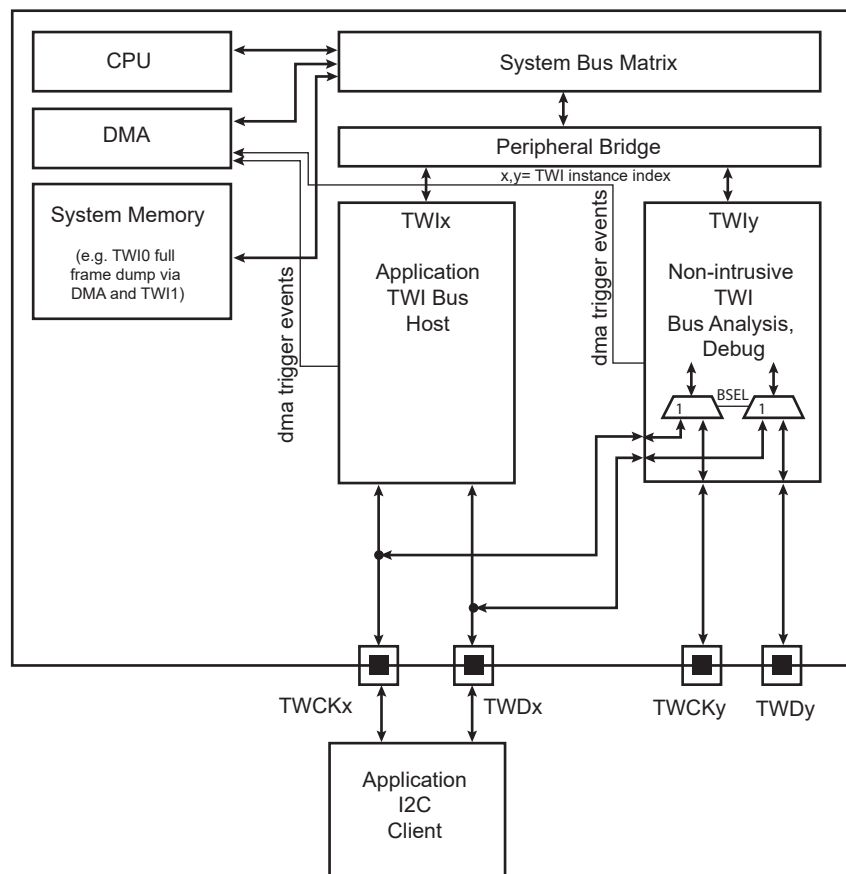 CPU
System Bus Matrix
DMA
Peripheral Bridge
x,y= TWI instance index
System Memory
(e.g. TWI0 full
frame dump via
DMA and TWI1)
dma trigger events
TWIx
Application
TWI Bus
Host
dma trigger events
TWIy
Non-intrusive
TWI
Bus Analysis,
Debug
1
BSEL
1
TWCKx
TWDx
TWCKy
TWDy
Application
I2C
Client